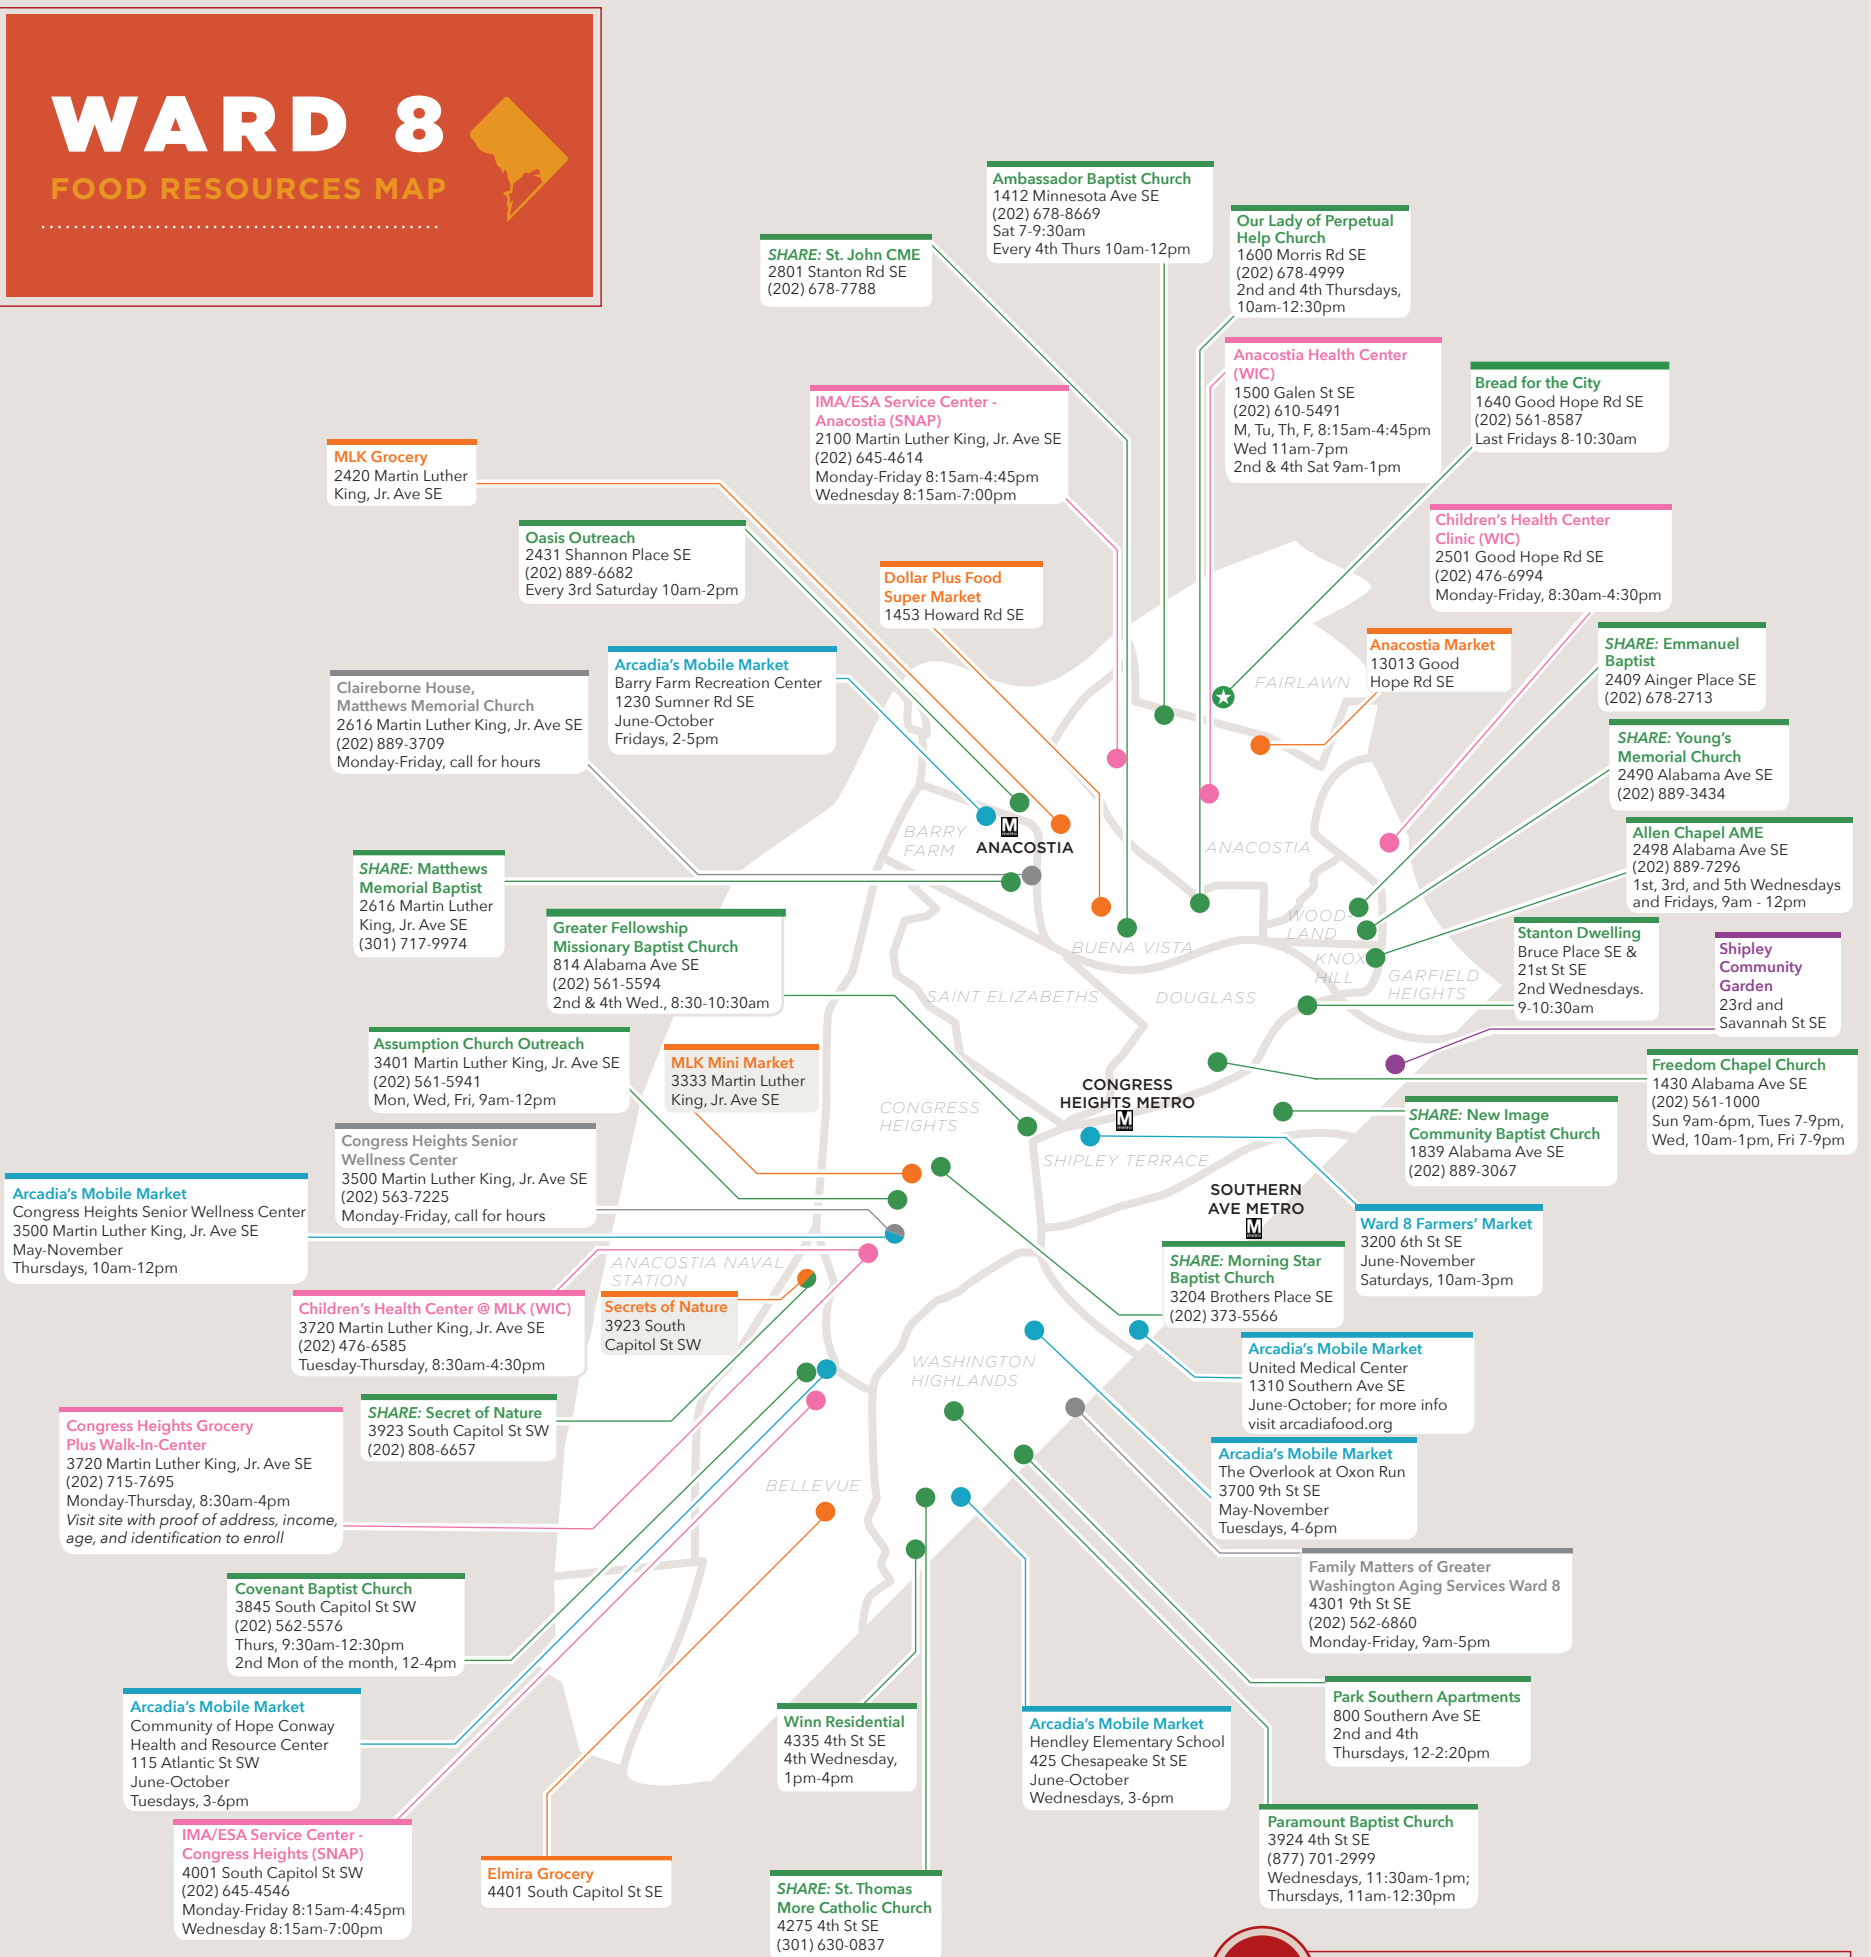 WARD 8
FOOD RESOURCES MAP
Ambassador Baptist Church
1412 Minnesota Ave SE
(202) 678-8669
Sat 7-9:30am
Every 4th Thurs 10am-12pm
Our Lady of Perpetual
Help Church
1600 Morris Rd SE
(202) 678-4999
2nd and 4th Thursdays,
10am-12:30pm
SHARE: St. John CME
2801 Stanton Rd SE
(202) 678-7788
Anacostia Health Center
(WIC)
1500 Galen St SE
(202) 610-5491
M, Tu, Th, F, 8:15am-4:45pm
Wed 11am-7pm
2nd & 4th Sat 9am-1pm
Bread for the City
1640 Good Hope Rd SE
(202) 561-8587
Last Fridays 8-10:30am
IMA/ESA Service Center -
Anacostia (SNAP)
2100 Martin Luther King, Jr. Ave SE
(202) 645-4614
Monday-Friday 8:15am-4:45pm
Wednesday 8:15am-7:00pm
MLK Grocery
2420 Martin Luther
King, Jr. Ave SE
Oasis Outreach
2431 Shannon Place SE
(202) 889-6682
Every 3rd Saturday 10am-2pm
Children's Health Center
Clinic (WIC)
2501 Good Hope Rd SE
(202) 476-6994
Monday-Friday, 8:30am-4:30pm
Dollar Plus Food
Super Market
1453 Howard Rd SE
Anacostia Market
13013 Good
Hope Rd SE
SHARE: Emmanuel
Baptist
2409 Ainger Place SE
(202) 678-2713
Arcadia's Mobile Market
Barry Farm Recreation Center
1230 Sumner Rd SE
June-October
Fridays, 2-5pm
Claireborne House,
Matthews Memorial Church
2616 Martin Luther King, Jr. Ave SE
(202) 889-3709
Monday-Friday, call for hours
FAIRLAWN
SHARE: Young's
Memorial Church
2490 Alabama Ave SE
(202) 889-3434
BARRY
FARM
M
metro
ANACOSTIA
ANACOSTIA
Allen Chapel AME
2498 Alabama Ave SE
(202) 889-7296
1st, 3rd, and 5th Wednesdays
and Fridays, 9am - 12pm
SHARE: Matthews
Memorial Baptist
2616 Martin Luther
King, Jr. Ave SE
(301) 717-9974
Greater Fellowship
Missionary Baptist Church
814 Alabama Ave SE
(202) 561-5594
2nd & 4th Wed., 8:30-10:30am
WOOD-
LAND
BUENA VISTA
KNOX
HILL
GARFIELD
HEIGHTS
SAINT ELIZABETHS
DOUGLASS
Stanton Dwelling
Bruce Place SE &
21st St SE
2nd Wednesdays.
9-10:30am
Shipley
Community
Garden
23rd and
Savannah St SE
Assumption Church Outreach
3401 Martin Luther King, Jr. Ave SE
(202) 561-5941
Mon, Wed, Fri, 9am-12pm
MLK Mini Market
3333 Martin Luther
King, Jr. Ave SE
CONGRESS
HEIGHTS METRO
M
metro
CONGRESS
HEIGHTS
SHIPLEY TERRACE
Freedom Chapel Church
1430 Alabama Ave SE
(202) 561-1000
Sun 9am-6pm, Tues 7-9pm,
Wed, 10am-1pm, Fri 7-9pm
SHARE: New Image
Community Baptist Church
1839 Alabama Ave SE
(202) 889-3067
Congress Heights Senior
Wellness Center
3500 Martin Luther King, Jr. Ave SE
(202) 563-7225
Monday-Friday, call for hours
Arcadia's Mobile Market
Congress Heights Senior Wellness Center
3500 Martin Luther King, Jr. Ave SE
May-November
Thursdays, 10am-12pm
SOUTHERN
AVE METRO
M
metro
Ward 8 Farmers' Market
3200 6th St SE
June-November
Saturdays, 10am-3pm
ANACOSTIA NAVAL
STATION
SHARE: Morning Star
Baptist Church
3204 Brothers Place SE
(202) 373-5566
Children's Health Center @ MLK (WIC)
3720 Martin Luther King, Jr. Ave SE
(202) 476-6585
Tuesday-Thursday, 8:30am-4:30pm
Secrets of Nature
3923 South
Capitol St SW
WASHINGTON
HIGHLANDS
Arcadia's Mobile Market
United Medical Center
1310 Southern Ave SE
June-October; for more info
visit arcadiafood.org
SHARE: Secret of Nature
3923 South Capitol St SW
(202) 808-6657
Congress Heights Grocery
Plus Walk-In-Center
3720 Martin Luther King, Jr. Ave SE
(202) 715-7695
Monday-Thursday, 8:30am-4pm
Visit site with proof of address, income,
age, and identification to enroll
BELLEVUE
Arcadia's Mobile Market
The Overlook at Oxon Run
3700 9th St SE
May-November
Tuesdays, 4-6pm
Family Matters of Greater
Washington Aging Services Ward 8
4301 9th St SE
(202) 562-6860
Monday-Friday, 9am-5pm
Covenant Baptist Church
3845 South Capitol St SW
(202) 562-5576
Thurs, 9:30am-12:30pm
2nd Mon of the month, 12-4pm
Arcadia's Mobile Market
Community of Hope Conway
Health and Resource Center
115 Atlantic St SW
June-October
Tuesdays, 3-6pm
Winn Residential
4335 4th St SE
4th Wednesday,
1pm-4pm
Arcadia's Mobile Market
Hendley Elementary School
425 Chesapeake St SE
June-October
Wednesdays, 3-6pm
Park Southern Apartments
800 Southern Ave SE
2nd and 4th
Thursdays, 12-2:20pm
Paramount Baptist Church
3924 4th St SE
(877) 701-2999
Wednesdays, 11:30am-1pm;
Thursdays, 11am-12:30pm
IMA/ESA Service Center -
Congress Heights (SNAP)
4001 South Capitol St SW
(202) 645-4546
Monday-Friday 8:15am-4:45pm
Wednesday 8:15am-7:00pm
Elmira Grocery
4401 South Capitol St SE
SHARE: St. Thomas
More Catholic Church
4275 4th St SE
(301) 630-0837